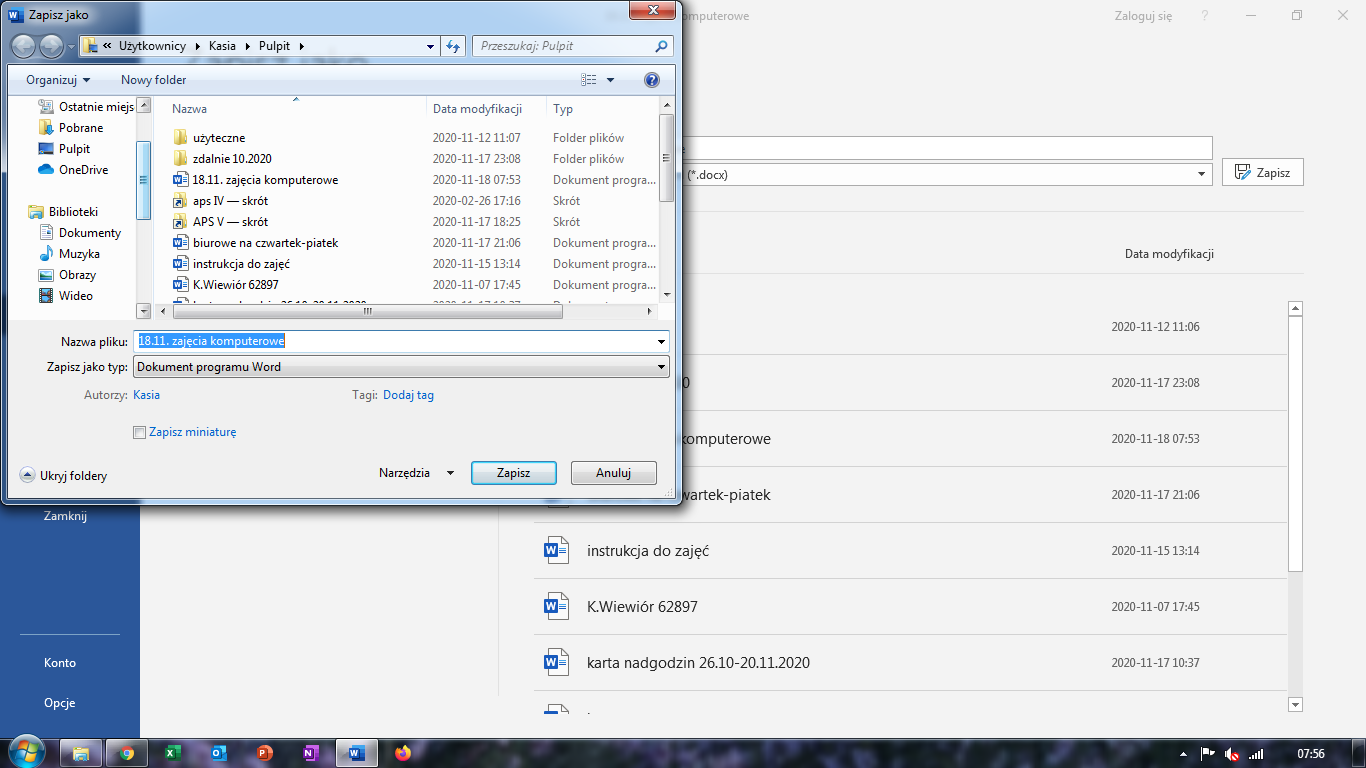 Zapisz jako
komputerowe
Zaloguj się
?
« Użytkownicy Kasia Pulpit
Przeszukaj: Pulpit
Organizuj
Nowy folder
Ostatnie miejs
Pobrane
Pulpit
OneDrive
Biblioteki
Dokumenty
Muzyka
Obrazy
Wideo
Nazwa Data modyfikacji Typ
użyteczne 2020-11-12 11:07 Folder plików
zdalnie 10.2020 2020-11-17 23:08 Folder plików
18.11. zajęcia komputerowe 2020-11-18 07:53 Dokument progra...
aps IV — skrót 2020-02-26 17:16 Skrót
APS V — skrót 2020-11-17 18:25 Skrót
biurowe na czwartek-piatek 2020-11-17 21:06 Dokument progra...
instrukcja do zajęć 2020-11-15 13:14 Dokument progra...
K.Wiewiór 62897 2020-11-07 17:45 Dokument progra...
Nazwa pliku: 18.11. zajęcia komputerowe
Zapisz jako typ: Dokument programu Word
Autorzy: Kasia Tagi: Dodaj tag
Zapisz miniaturę
Ukryj foldery
Narzędzia
Zapisz
Anuluj
(*.docx)
Zapisz
Data modyfikacji
2020-11-12 11:06
0 2020-11-17 23:08
komputerowe 2020-11-18 07:53
wartek-piatek 2020-11-17 21:06
instrukcja do zajęć 2020-11-15 13:14
K.Wiewiór 62897 2020-11-07 17:45
karta nadgodzin 26.10-20.11.2020 2020-11-17 10:37
Zamknij
Konto
Opcje
07:56